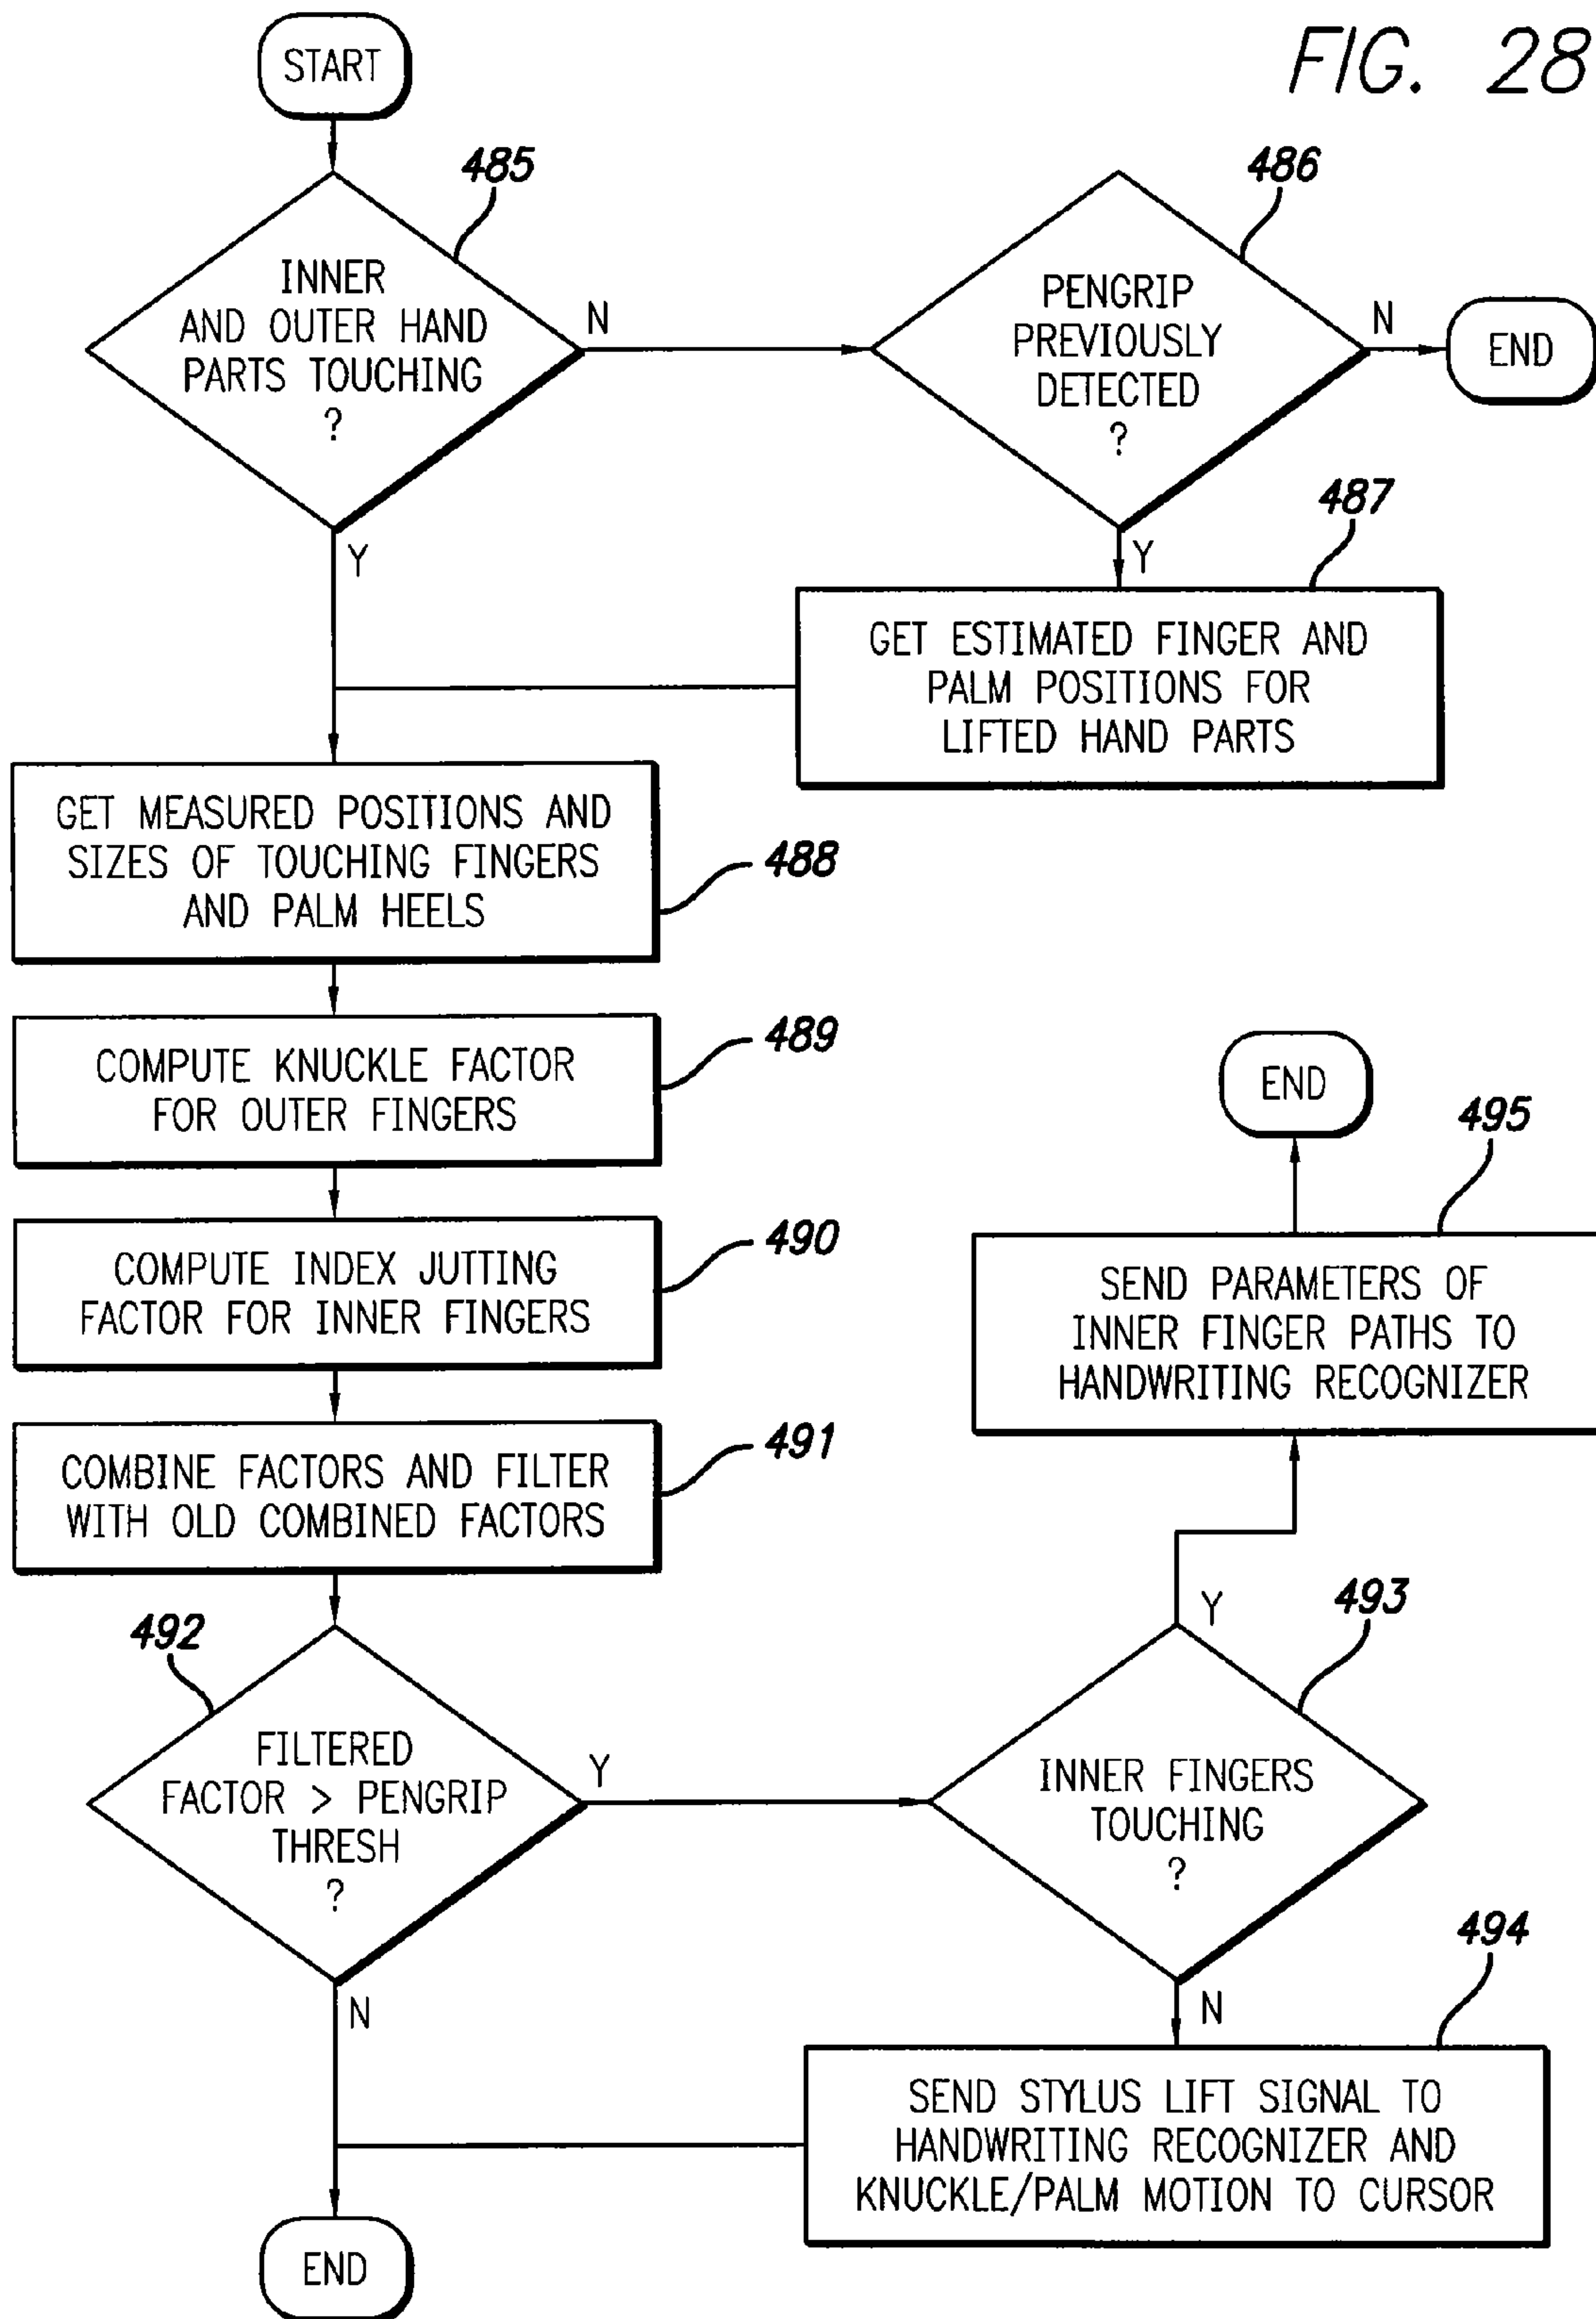 FIG. 28
START
485
INNER
AND OUTER HAND
PARTS TOUCHING
?
N
Y
486
PENGRIP
PREVIOUSLY
DETECTED
?
N
END
Y
487
GET ESTIMATED FINGER AND
PALM POSITIONS FOR
LIFTED HAND PARTS
GET MEASURED POSITIONS AND
SIZES OF TOUCHING FINGERS
AND PALM HEELS
488
COMPUTE KNUCKLE FACTOR
FOR OUTER FINGERS
489
COMPUTE INDEX JUTTING
FACTOR FOR INNER FINGERS
490
COMBINE FACTORS AND FILTER
WITH OLD COMBINED FACTORS
491
492
FILTERED
FACTOR > PENGRIP
THRESH
?
Y
N
END
495
SEND PARAMETERS OF
INNER FINGER PATHS TO
HANDWRITING RECOGNIZER
Y
493
INNER FINGERS
TOUCHING
?
N
494
SEND STYLUS LIFT SIGNAL TO
HANDWRITING RECOGNIZER AND
KNUCKLE/PALM MOTION TO CURSOR
END